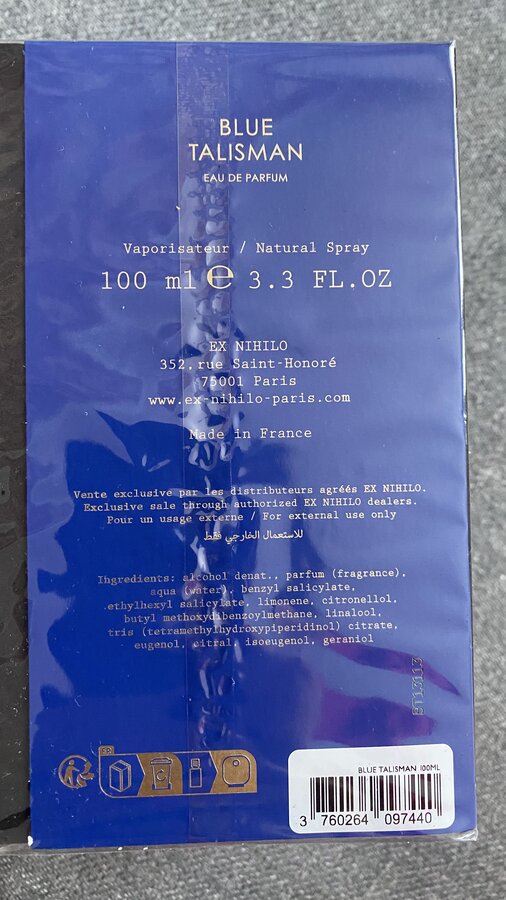 BLUE
TALISMAN
EAU DE PARFUM
Vaporisateur / Natural Spray
100 ml ℮ 3.3 FL.OZ
EX NIHILO
352, rue Saint-Honoré
75001 Paris
www.ex-nihilo-paris.com
Made in France
Vente exclusive par les distributeurs agréés EX NIHILO.
Exclusive sale through authorized EX NIHILO dealers.
Pour un usage externe / For external use only
للاستعمال الخارجي فقط
Ingredients: alcohol denat., parfum (fragrance),
aqua (water), benzyl salicylate,
ethylhexyl salicylate, limonene, citronellol,
butyl methoxydibenzoylmethane, linalool,
tris (tetramethylhydroxypiperidinol) citrate,
eugenol, citral, isoeugenol, geraniol
FR
BLUE TALISMAN 100ML
3 760264 097440